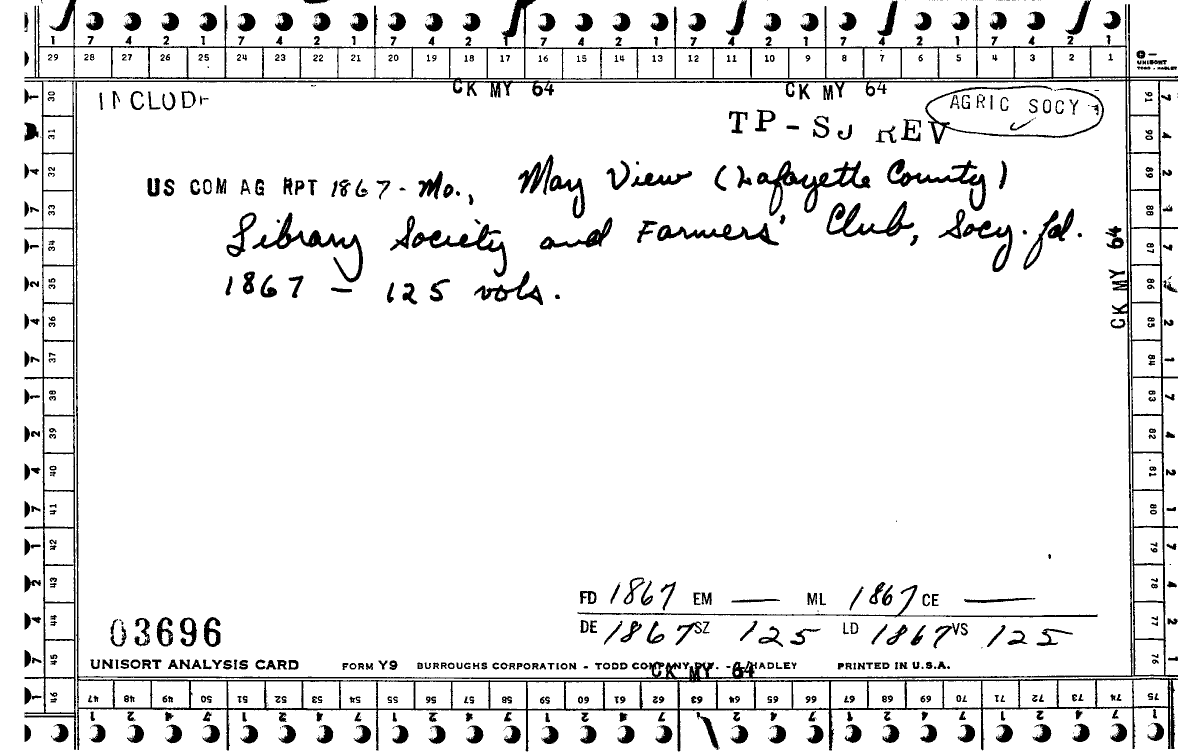 7 4 2 1 7 4 2 1 7 4 2 1 7 4 2 1 7 4 2 1 7 4 2 1 7 4 2 1
29 28 27 26 25 24 23 22 21 20 19 18 17 16 15 14 13 12 11 10 9 8 7 6 5 4 3 2 1
UNISORT
CK MY 64 CK MY 64
INCLUDE AGRIC SOCY
TP-SJ REV
US COM AG RPT 1867- Mo., May View (Lafayette County)
Library Society and Farmers' Club, Socy. fd.
1867 — 125 vols.
CK MY 64
30 31 32 33 34 35 36 37 38 39 40 41 42 43 44 45 46
91 90 89 88 87 86 85 84 83 82 81 80 79 78 77 76 75
FD 1867 EM — ML 1867 CE —
DE 1867 SZ 125 LD 1867 VS 125
03696
UNISORT ANALYSIS CARD FORM Y9 BURROUGHS CORPORATION - TODD COMPANY DIV. - HADLEY PRINTED IN U.S.A.
CK MY 64
47 48 49 50 51 52 53 54 55 56 57 58 59 60 61 62 63 64 65 66 67 68 69 70 71 72 73 74
1 2 4 7 1 2 4 7 1 2 4 7 1 2 4 7 1 2 4 7 1 2 4 7 1 2 4 7